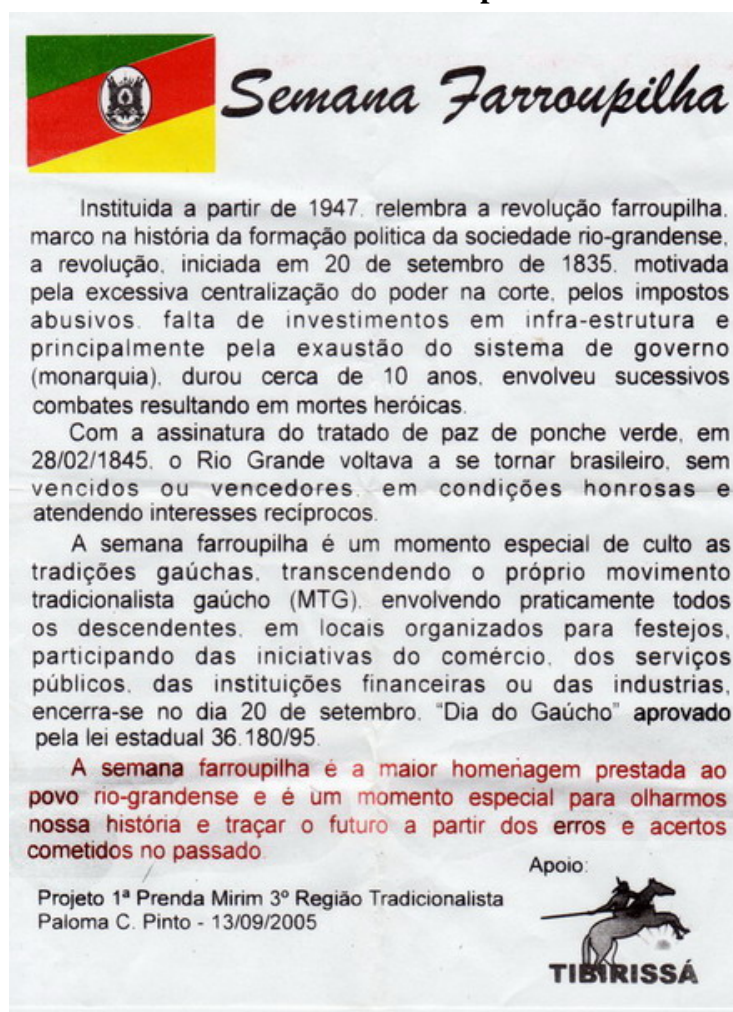 Semana Farroupilha
Instituida a partir de 1947, relembra a revolução farroupilha,
marco na história da formação politica da sociedade rio-grandense,
a revolução, iniciada em 20 de setembro de 1835, motivada
pela excessiva centralização do poder na corte, pelos impostos
abusivos, falta de investimentos em infra-estrutura e
principalmente pela exaustão do sistema de governo
(monarquia), durou cerca de 10 anos, envolveu sucessivos
combates resultando em mortes heróicas.
Com a assinatura do tratado de paz de ponche verde, em
28/02/1845, o Rio Grande voltava a se tornar brasileiro, sem
vencidos ou vencedores, em condições honrosas e
atendendo interesses recíprocos.
A semana farroupilha é um momento especial de culto as
tradições gaúchas, transcendendo o próprio movimento
tradicionalista gaúcho (MTG), envolvendo praticamente todos
os descendentes, em locais organizados para festejos,
participando das iniciativas do comércio, dos serviços
públicos, das instituições financeiras ou das industrias,
encerra-se no dia 20 de setembro, "Dia do Gaúcho" aprovado
pela lei estadual 36.180/95.
A semana farroupilha é a maior homenagem prestada ao
povo rio-grandense e é um momento especial para olharmos
nossa história e traçar o futuro a partir dos erros e acertos
cometidos no passado.
Apoio:
Projeto 1ª Prenda Mirim 3º Região Tradicionalista
Paloma C. Pinto - 13/09/2005
TIBIRISSÁ